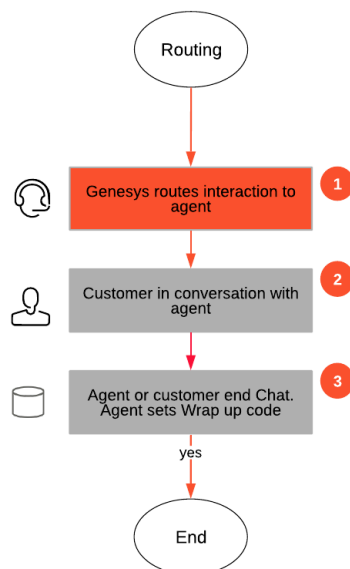 Routing
1
Genesys routes interaction to
agent
2
Customer in conversation with
agent
3
Agent or customer end Chat.
Agent sets Wrap up code
yes
End